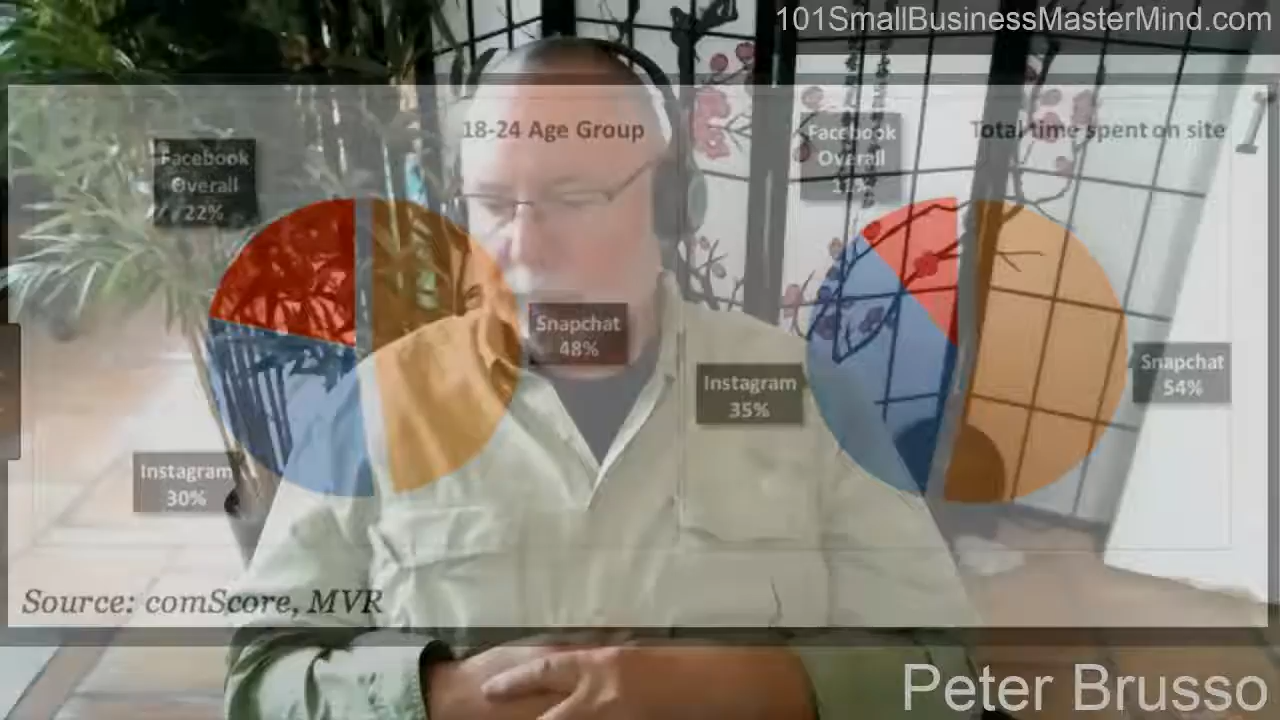 101SmallBusinessMasterMind.com
18-24 Age Group
Total time spent on site
Facebook
Overall
22%
Facebook
Overall
11%
Snapchat
48%
Instagram
35%
Snapchat
54%
Instagram
30%
Source: comScore, MVR
Peter Brusso